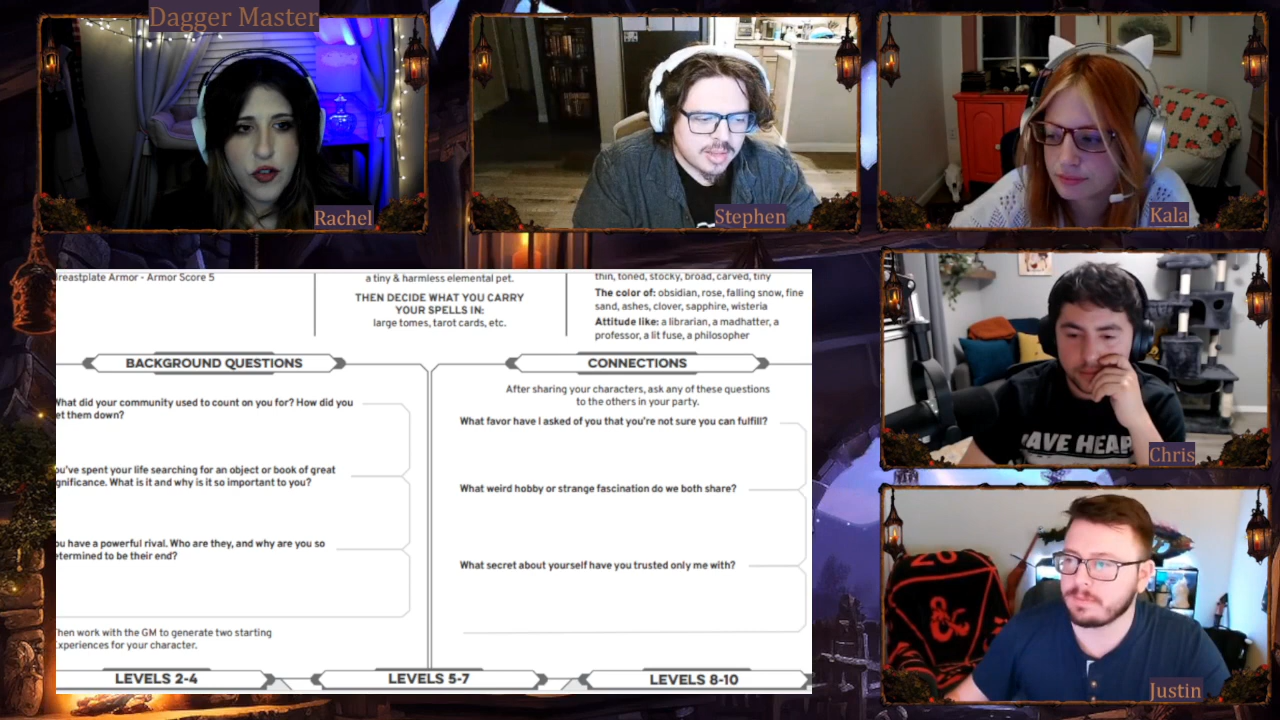 Dagger Master
Rachel
Stephen
Kala
Breastplate Armor - Armor Score 5
a tiny & harmless elemental pet.
THEN DECIDE WHAT YOU CARRY
YOUR SPELLS IN:
large tomes, tarot cards, etc.
thin, toned, stocky, broad, carved, tiny
The color of: obsidian, rose, falling snow, fine
sand, ashes, clover, sapphire, wisteria
Attitude like: a librarian, a madhatter, a
professor, a lit fuse, a philosopher
BACKGROUND QUESTIONS
What did your community used to count on you for? How did you
et them down?
ou've spent your life searching for an object or book of great
gnificance. What is it and why is it so important to you?
ou have a powerful rival. Who are they, and why are you so
etermined to be their end?
Then work with the GM to generate two starting
Experiences for your character.
CONNECTIONS
After sharing your characters, ask any of these questions
to the others in your party.
What favor have I asked of you that you're not sure you can fulfill?
What weird hobby or strange fascination do we both share?
What secret about yourself have you trusted only me with?
LEVELS 2-4
LEVELS 5-7
LEVELS 8-10
AVE HEAR
Chris
20
&
Justin